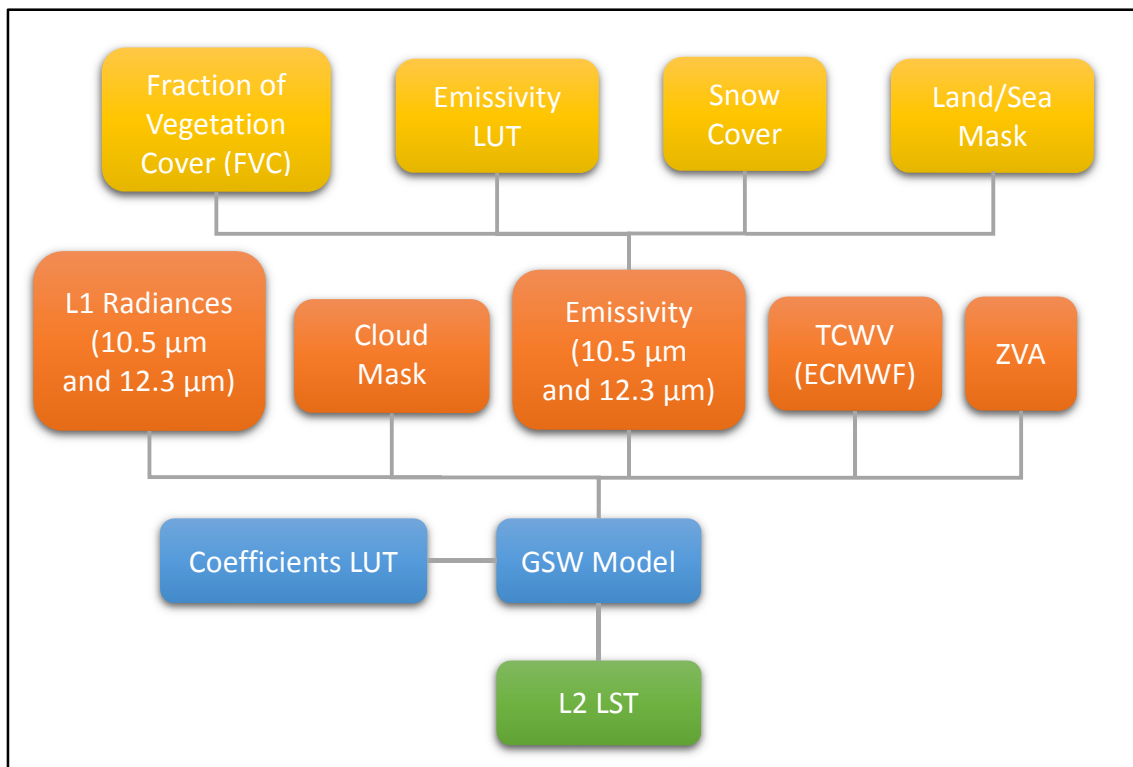 Fraction of
Vegetation
Cover (FVC)
Emissivity
LUT
Snow
Cover
Land/Sea
Mask
L1 Radiances
(10.5 µm
and 12.3 µm)
Cloud
Mask
Emissivity
(10.5 µm
and 12.3 µm)
TCWV
(ECMWF)
ZVA
Coefficients LUT
GSW Model
L2 LST